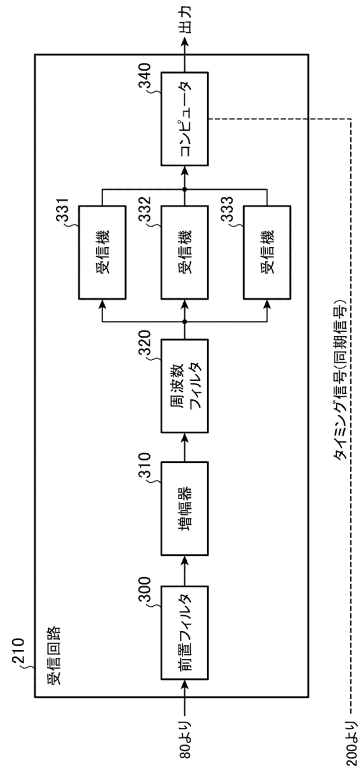 210
受信回路
80より
300
前置フィルタ
310
増幅器
320
周波数
フィルタ
331
受信機
332
受信機
333
受信機
340
コンピュータ
出力
タイミング信号(同期信号)
200より